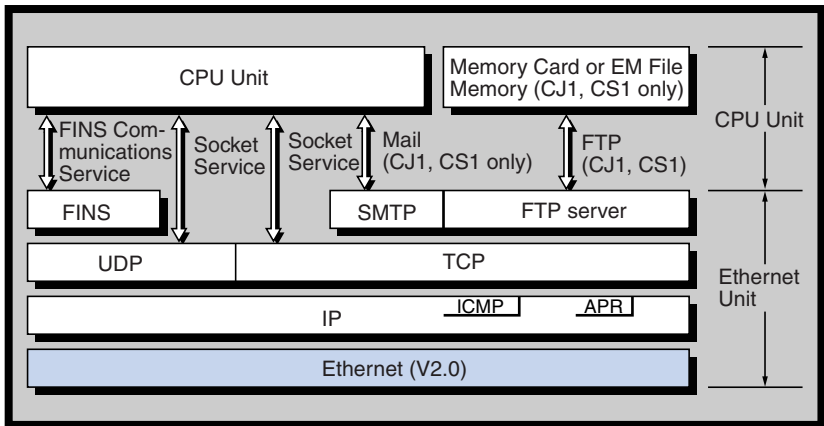 CPU Unit
Memory Card or EM File
Memory (CJ1, CS1 only)
CPU Unit
FINS Com-
munications
Service
Socket
Service
Socket
Service
Mail
(CJ1, CS1 only)
FTP
(CJ1, CS1)
FINS
SMTP
FTP server
UDP
TCP
Ethernet
Unit
ICMP
APR
IP
Ethernet (V2.0)